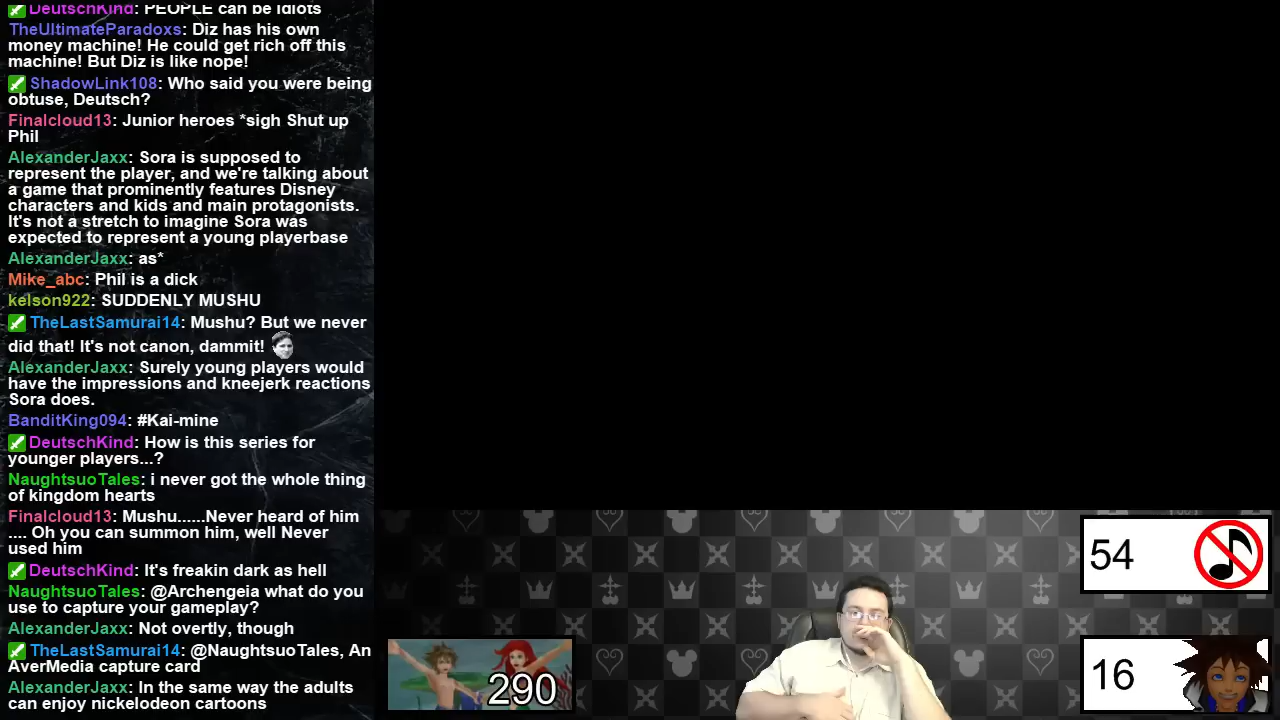 DeutschKind: PEOPLE can be idiots
TheUltimateParadoxs: Diz has his own
money machine! He could get rich off this
machine! But Diz is like nope!
ShadowLink108: Who said you were being
obtuse, Deutsch?
Finalcloud13: Junior heroes *sigh Shut up
Phil
AlexanderJaxx: Sora is supposed to
represent the player, and we're talking about
a game that prominently features Disney
characters and kids and main protagonists.
It's not a stretch to imagine Sora was
expected to represent a young playerbase
AlexanderJaxx: as*
Mike_abc: Phil is a dick
kelson922: SUDDENLY MUSHU
TheLastSamurai14: Mushu? But we never
did that! It's not canon, dammit!
AlexanderJaxx: Surely young players would
have the impressions and kneejerk reactions
Sora does.
BanditKing094: #Kai-mine
DeutschKind: How is this series for
younger players...?
NaughtsuoTales: i never got the whole thing
of kingdom hearts
Finalcloud13: Mushu......Never heard of him
.... Oh you can summon him, well Never
used him
DeutschKind: It's freakin dark as hell
NaughtsuoTales: @Archengeia what do you
use to capture your gameplay?
AlexanderJaxx: Not overtly, though
TheLastSamurai14: @NaughtsuoTales, An
AverMedia capture card
AlexanderJaxx: In the same way the adults
can enjoy nickelodeon cartoons
54
290
16